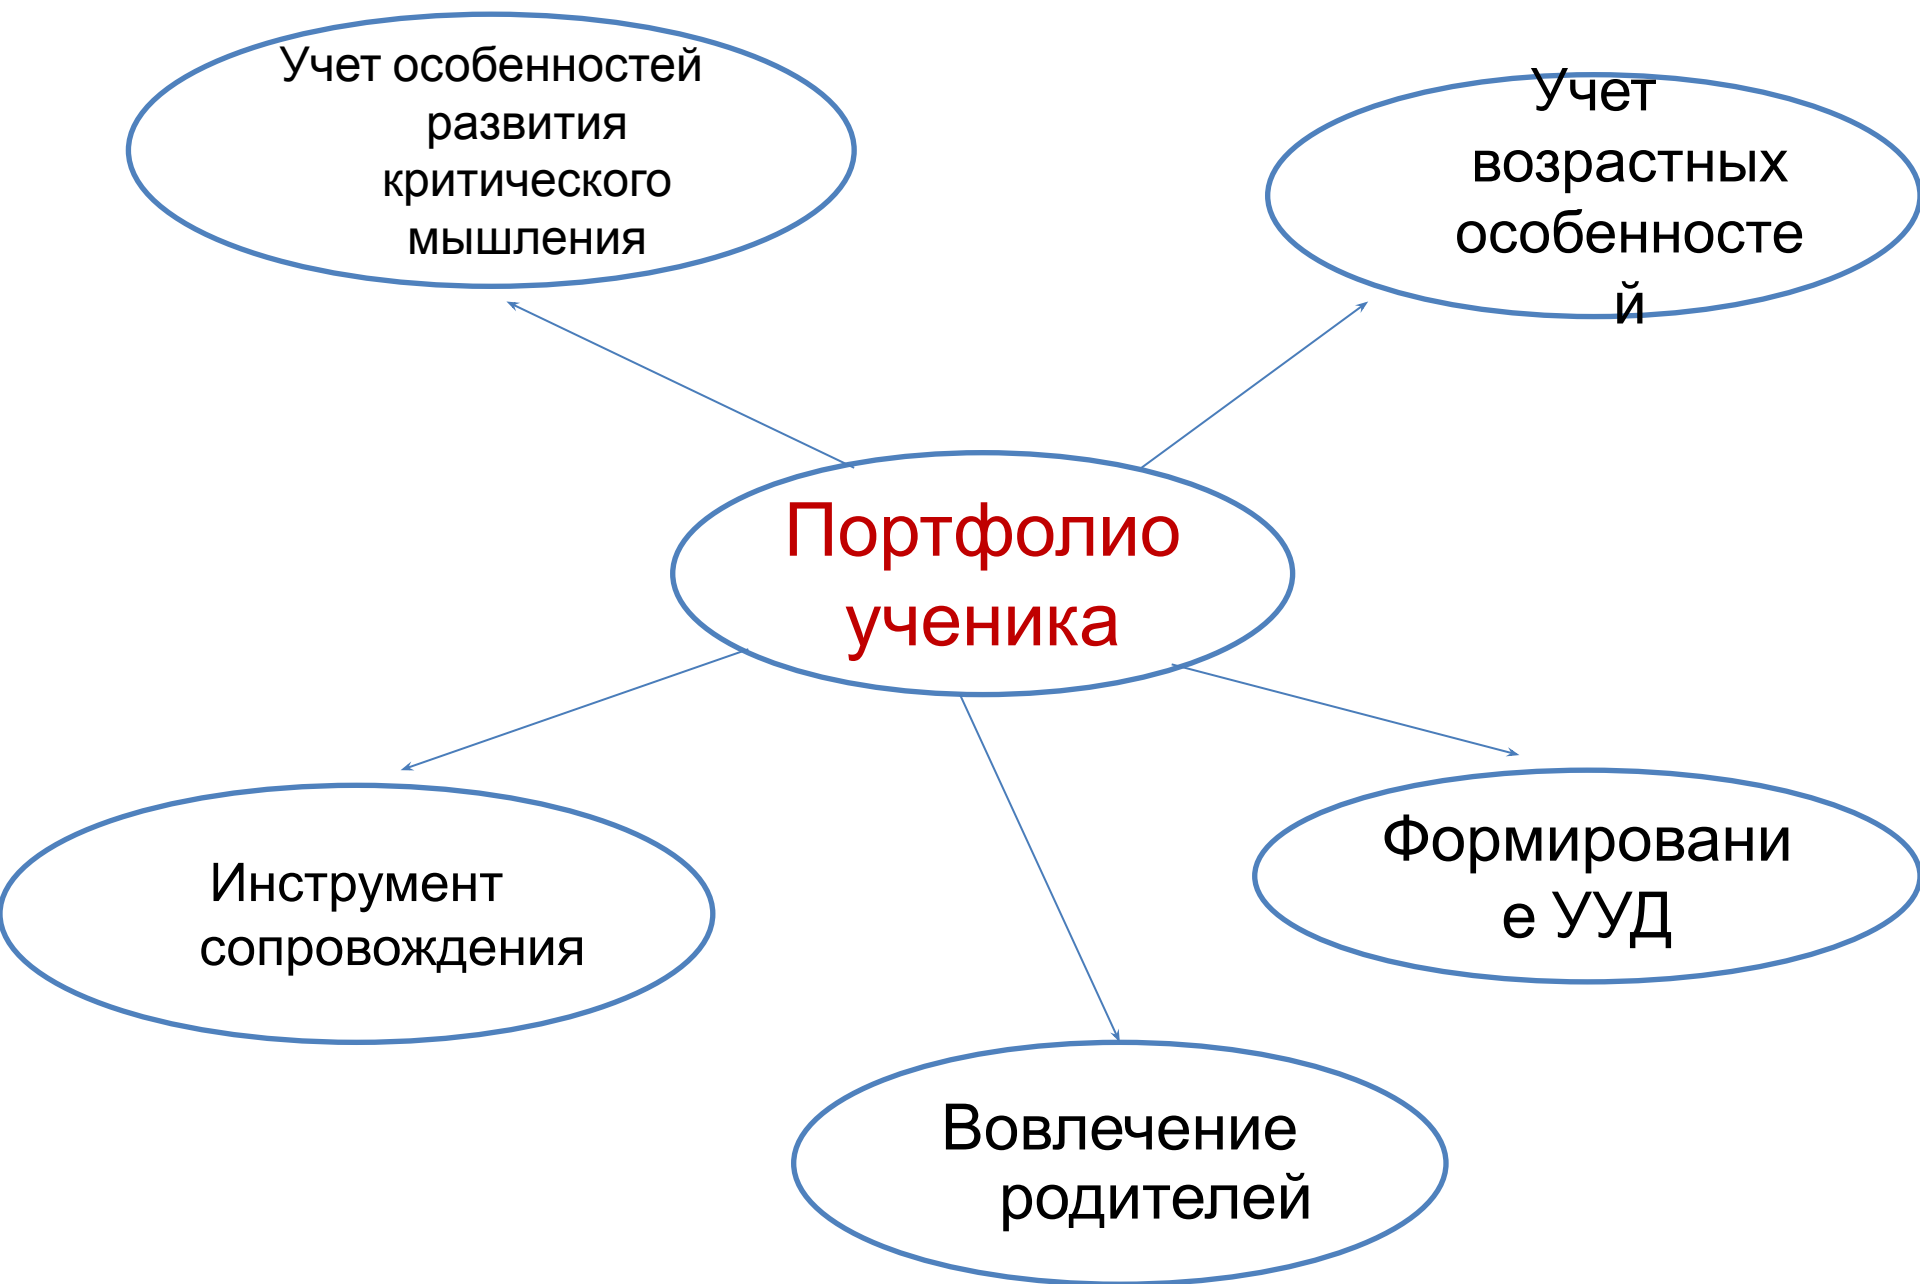 Учет особенностей
развития
критического
мышления
Учет
возрастных
особенносте
й
Портфолио
ученика
Инструмент
сопровождения
Формировани
е УУД
Вовлечение
родителей